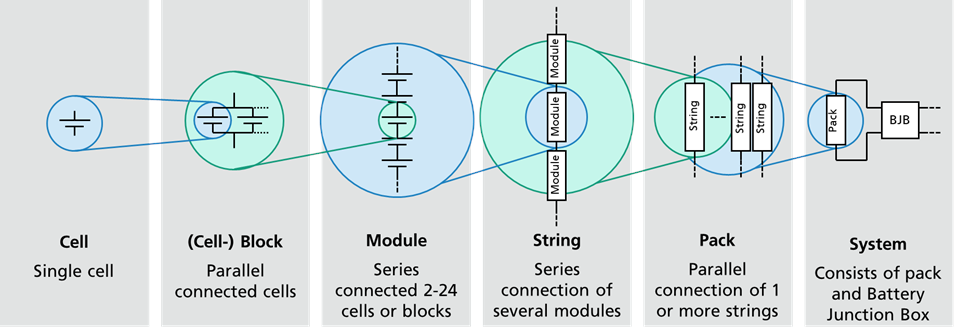 Module
Module
Module
String
String
String
Pack
BJB
Cell
Single cell
(Cell-) Block
Parallel
connected cells
Module
Series
connected 2-24
cells or blocks
String
Series
connection of
several modules
Pack
Parallel
connection of 1
or more strings
System
Consists of pack
and Battery
Junction Box